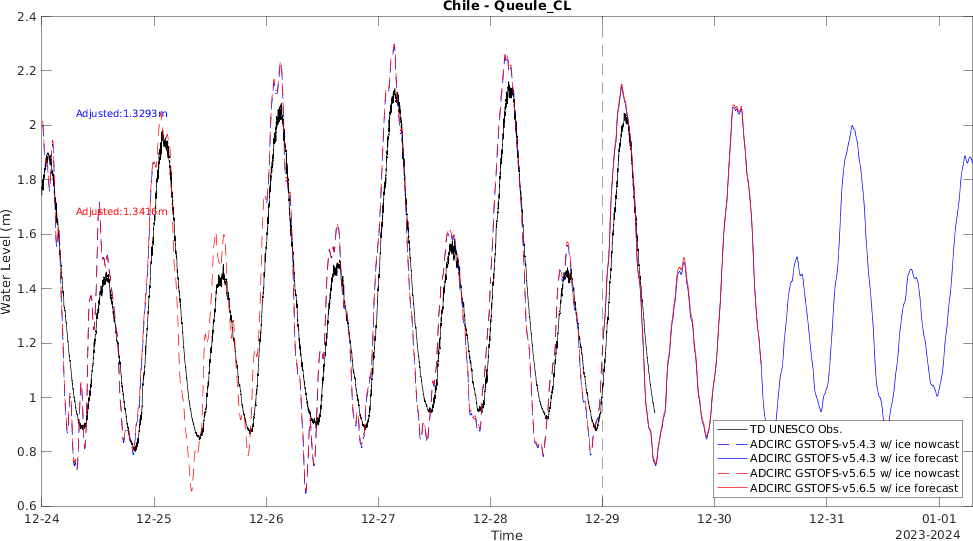 Chile - Queule_CL
2.4
2.2
2
1.8
1.6
1.4
1.2
1
0.8
0.6
Water Level (m)
Adjusted:1.3293m
Adjusted:1.3416m
TD UNESCO Obs.
ADCIRC GSTOFS-v5.4.3 w/ ice nowcast
ADCIRC GSTOFS-v5.4.3 w/ ice forecast
ADCIRC GSTOFS-v5.6.5 w/ ice nowcast
ADCIRC GSTOFS-v5.6.5 w/ ice forecast
12-24 12-25 12-26 12-27 12-28 12-29 12-30 12-31 01-01
Time
2023-2024